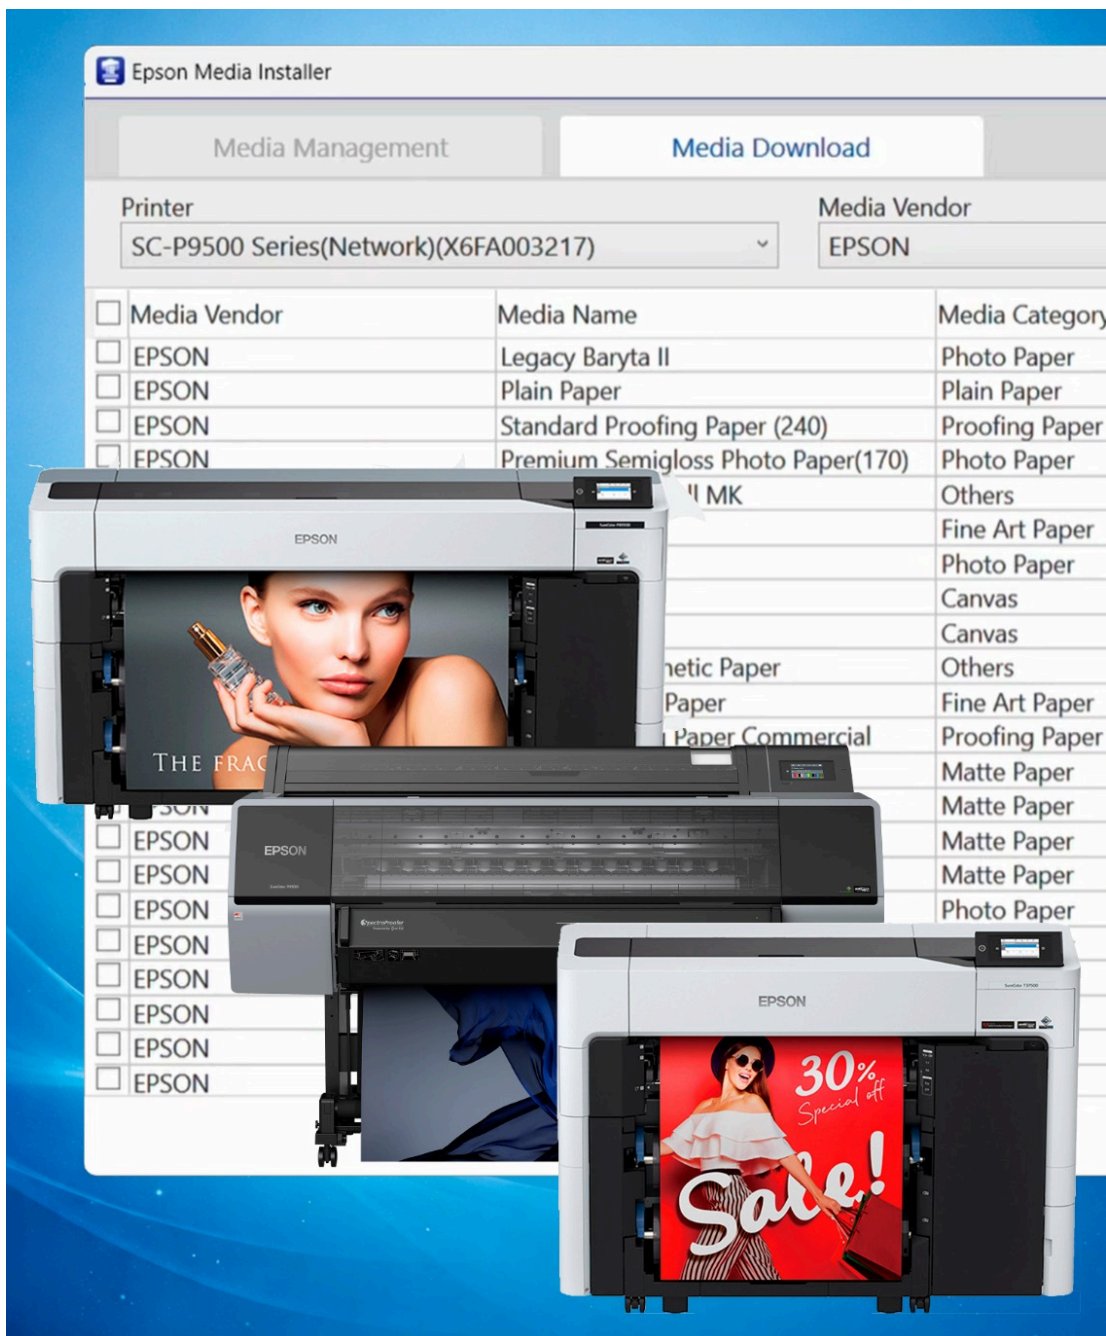 Epson Media Installer
Media Management
Media Download
Printer
Media Vendor
SC-P9500 Series(Network)(X6FA003217)
EPSON
Media Vendor Media Name Media Category
EPSON Legacy Baryta II Photo Paper
EPSON Plain Paper Plain Paper
EPSON Standard Proofing Paper (240) Proofing Paper
EPSON Premium Semigloss Photo Paper(170) Photo Paper
MK Others
Fine Art Paper
Photo Paper
Canvas
Canvas
Paper Others
Paper Fine Art Paper
Paper Commercial Proofing Paper
Matte Paper
EPSON Matte Paper
EPSON Matte Paper
EPSON Matte Paper
EPSON Photo Paper
EPSON
EPSON
EPSON
EPSON
EPSON
EPSON
THE FRAG
EPSON
SpectroProofer
EPSON
30%
Special off
Sale!